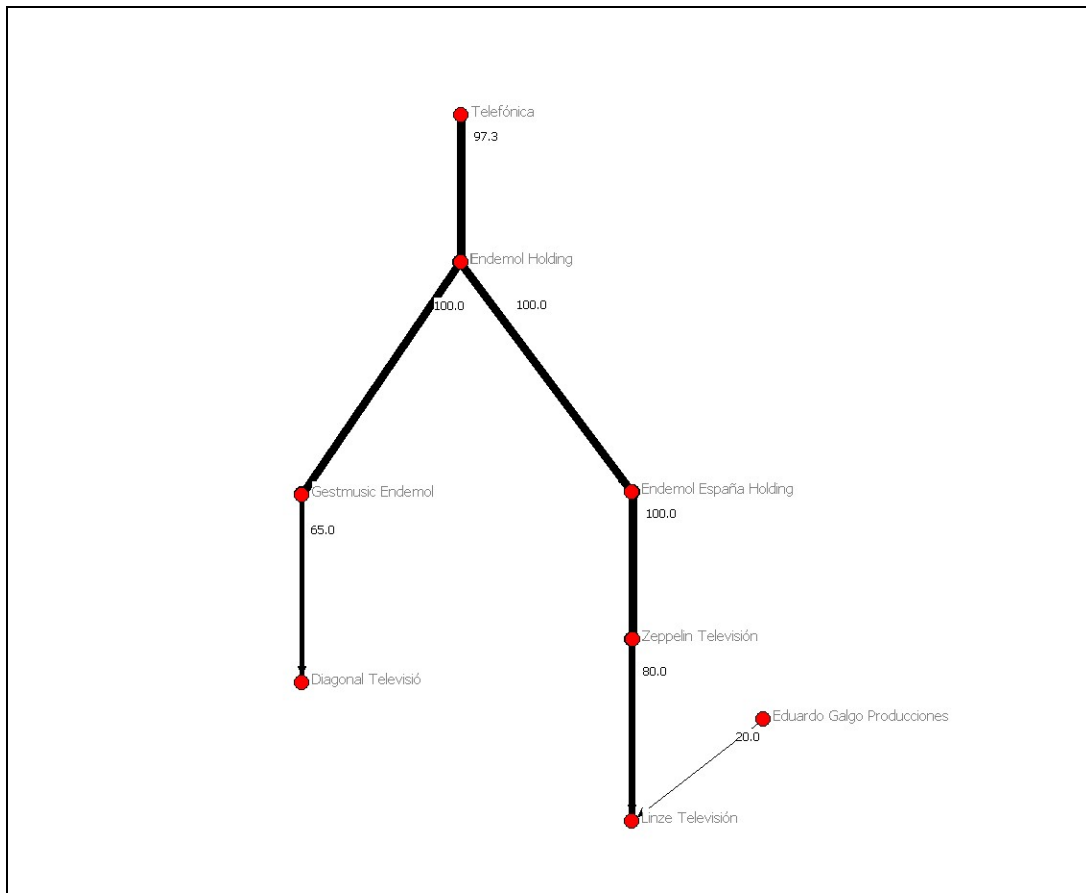 Telefónica
97.3
Endemol Holding
100.0
100.0
Gestmusic Endemol
Endemol España Holding
65.0
100.0
Zeppelin Televisión
Diagonal Televisió
80.0
Eduardo Galgo Producciones
20.0
Linze Televisión